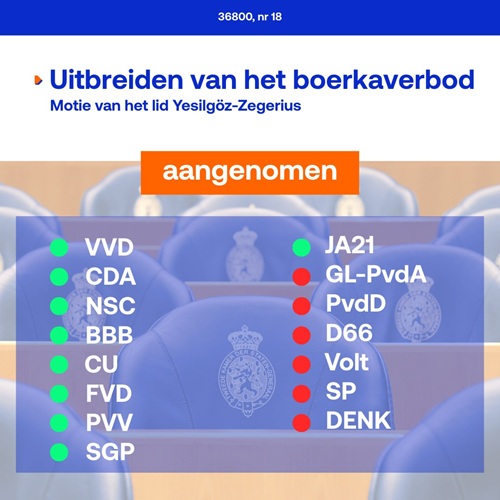 36800, nr 18
Uitbreiden van het boerkaverbod
Motie van het lid Yesilgöz-Zegerius
aangenomen
VVD
CDA
NSC
BBB
CU
FVD
PVV
SGP
JA21
GL-PvdA
PvdD
D66
Volt
SP
DENK